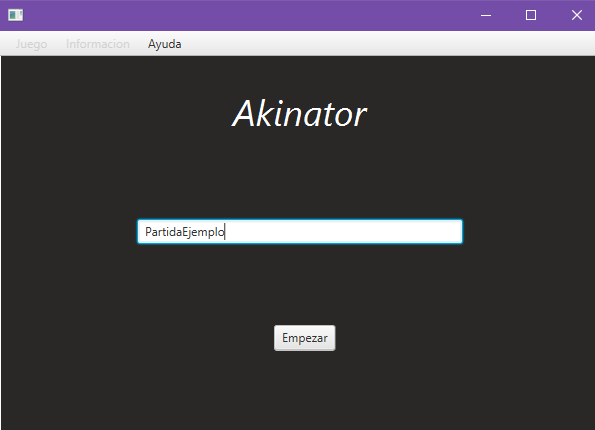 Juego Informacion Ayuda
Akinator
PartidaEjemplo
Empezar